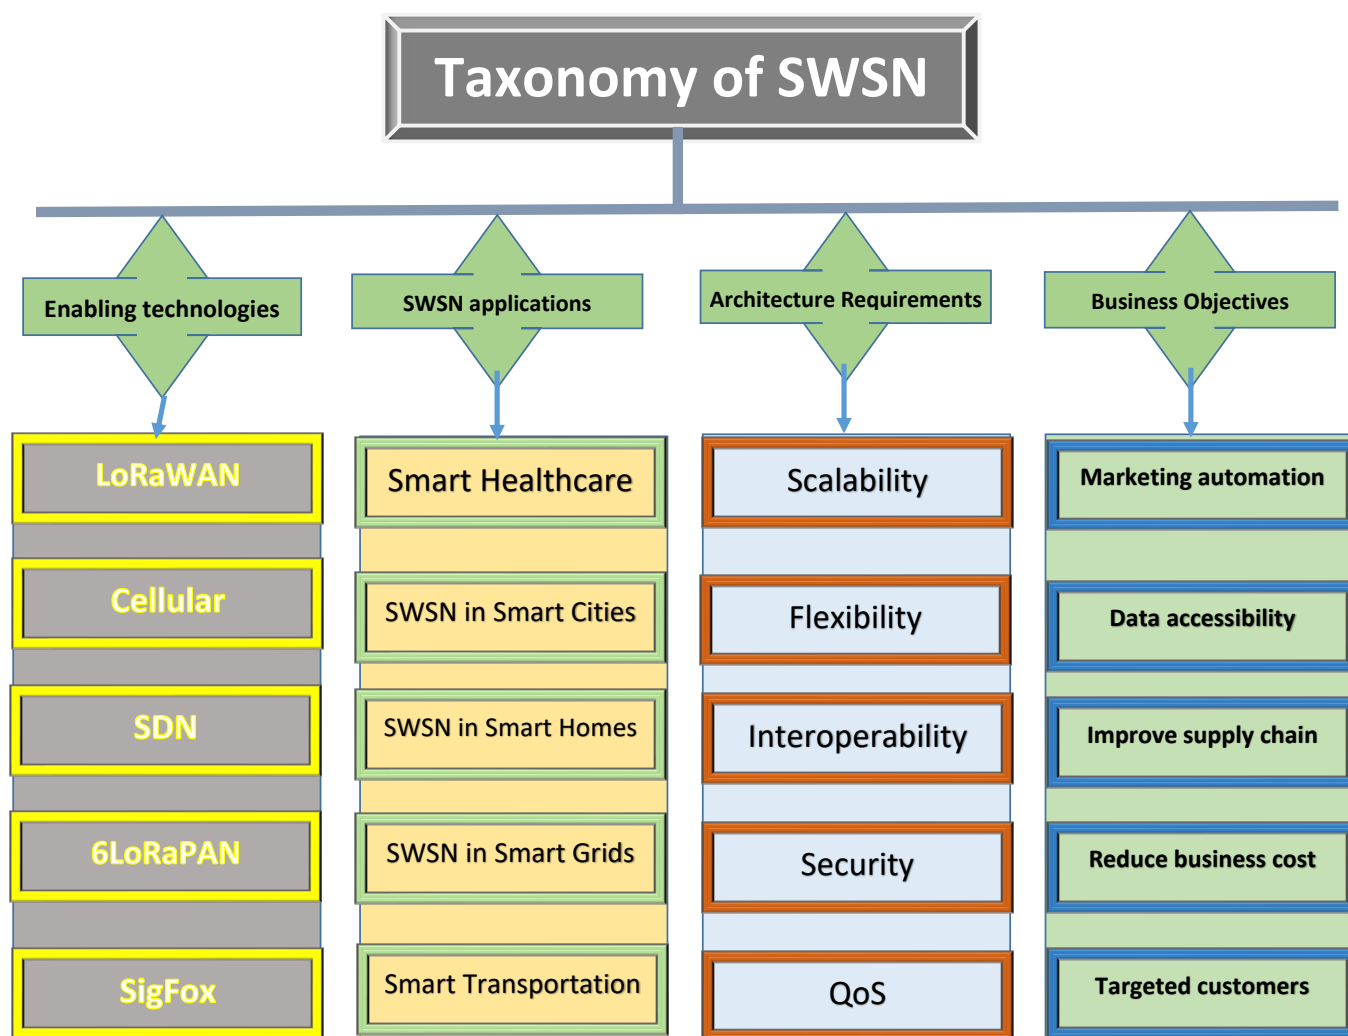 Taxonomy of SWSN
Enabling technologies
SWSN applications
Architecture Requirements
Business Objectives
LoRaWAN
Cellular
SDN
6LoRaPAN
SigFox
Smart Healthcare
SWSN in Smart Cities
SWSN in Smart Homes
SWSN in Smart Grids
Smart Transportation
Scalability
Flexibility
Interoperability
Security
QoS
Marketing automation
Data accessibility
Improve supply chain
Reduce business cost
Targeted customers